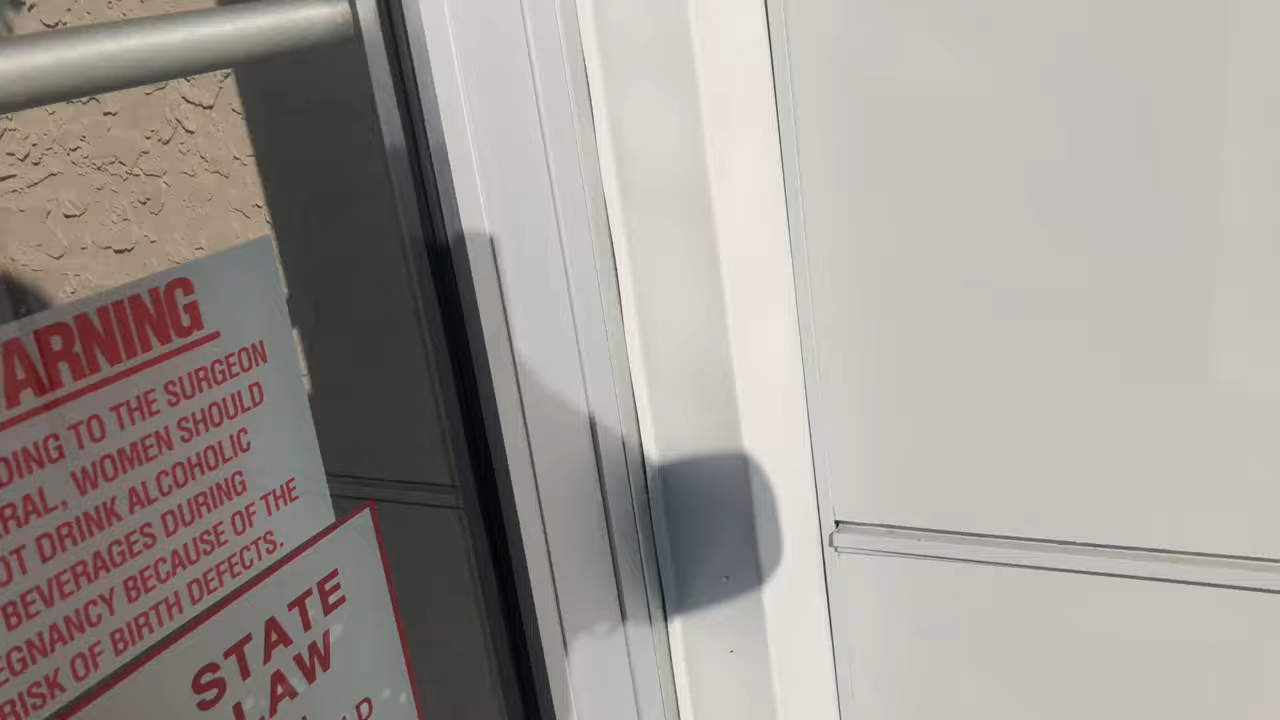 ARNING
DING TO THE SURGEON
RAL, WOMEN SHOULD
OT DRINK ALCOHOLIC
BEVERAGES DURING
EGNANCY BECAUSE OF THE
RISK OF BIRTH DEFECTS.
STATE
LAW